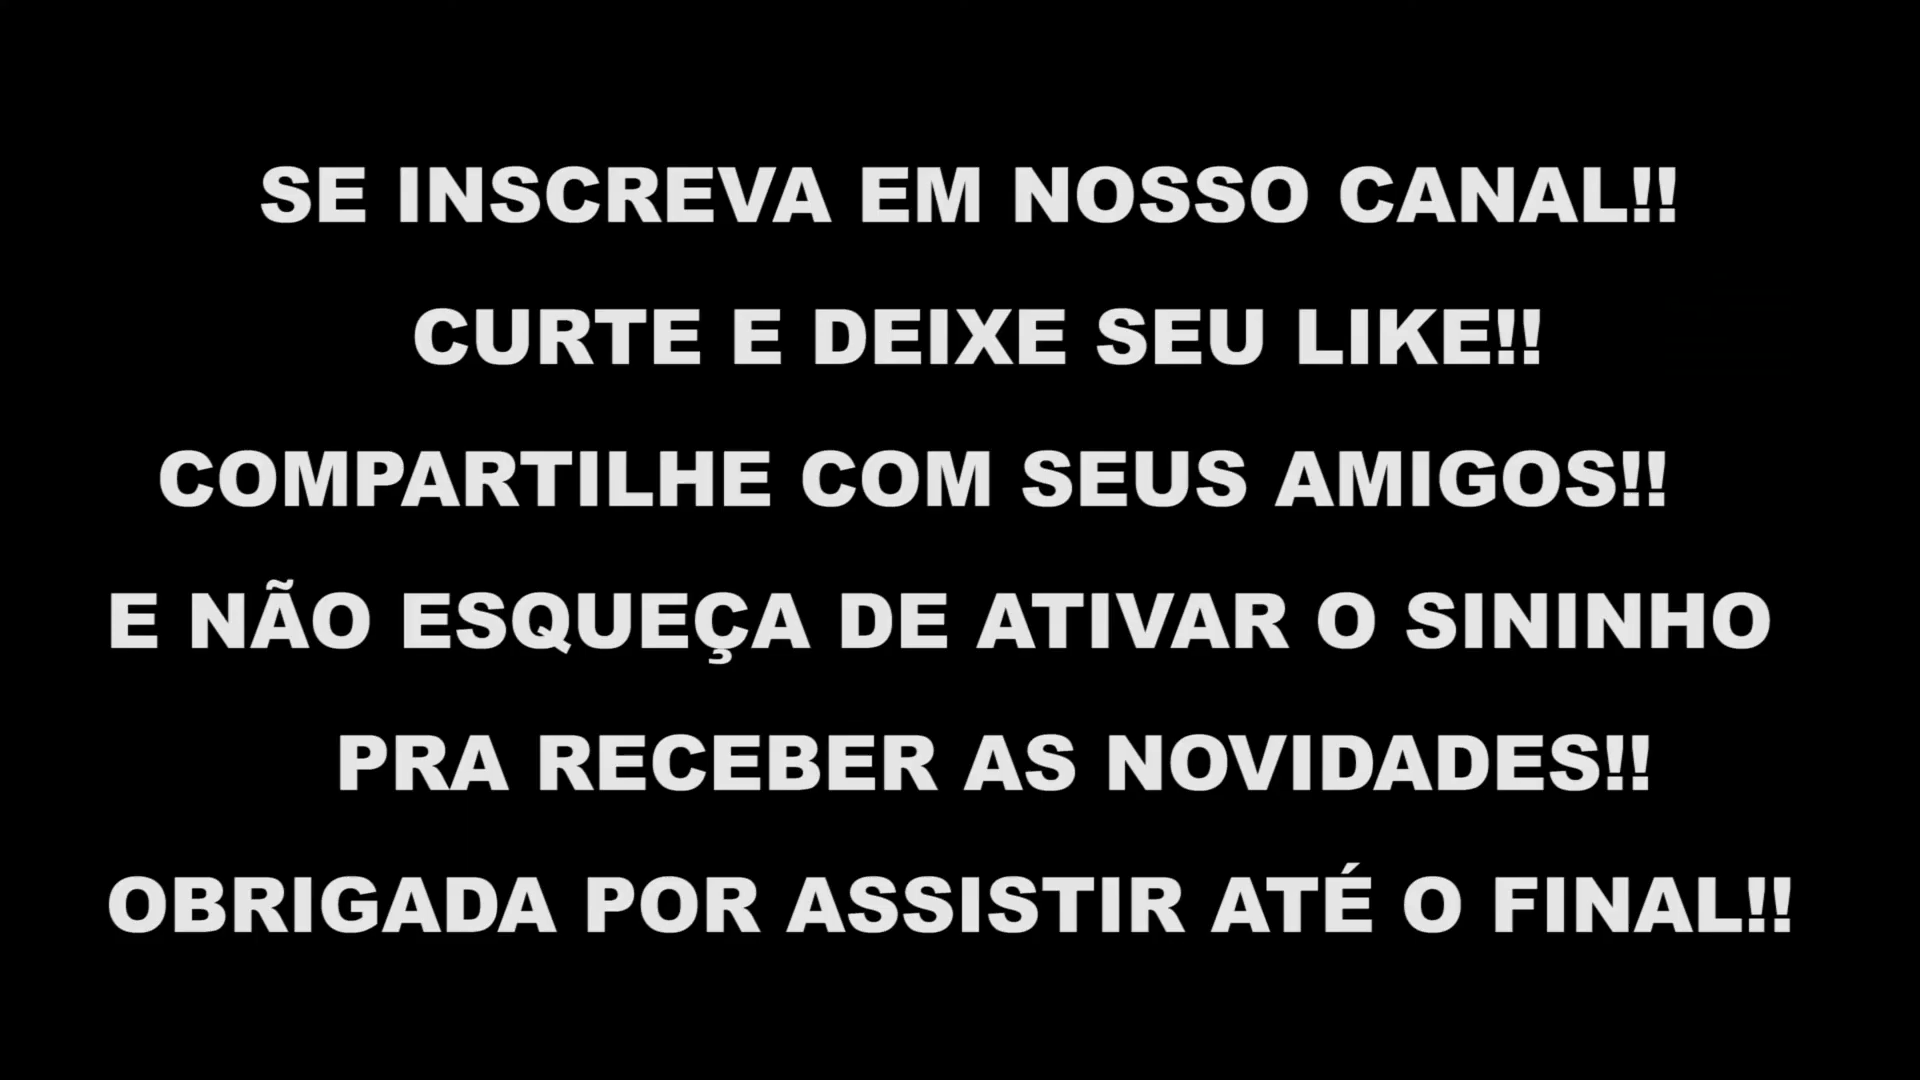 SE INSCREVA EM NOSSO CANAL!!
CURTE E DEIXE SEU LIKE!!
COMPARTILHE COM SEUS AMIGOS!!
E NÃO ESQUEÇA DE ATIVAR O SININHO
PRA RECEBER AS NOVIDADES!!
OBRIGADA POR ASSISTIR ATÉ O FINAL!!